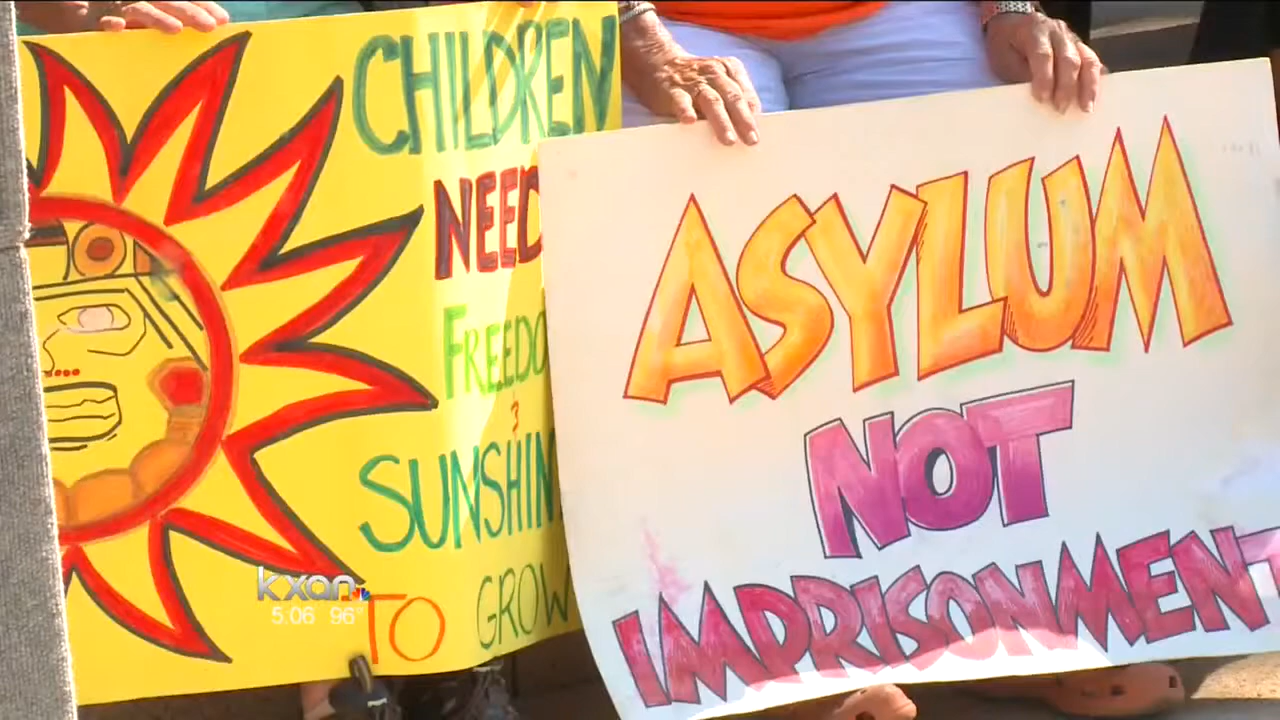 CHILDREN
NEED
FREEDO
&
SUNSHIN
TO GROW
ASYLUM
NOT
IMPRISONMENT
kxan
5:06 96°